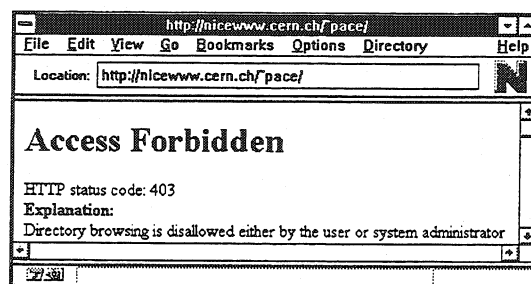 http://nicewww.cern.ch/~pace/
File Edit View Go Bookmarks Options Directory Help
Location: http://nicewww.cern.ch/~pace/
N
Access Forbidden
HTTP status code: 403
Explanation:
Directory browsing is disallowed either by the user or system administrator